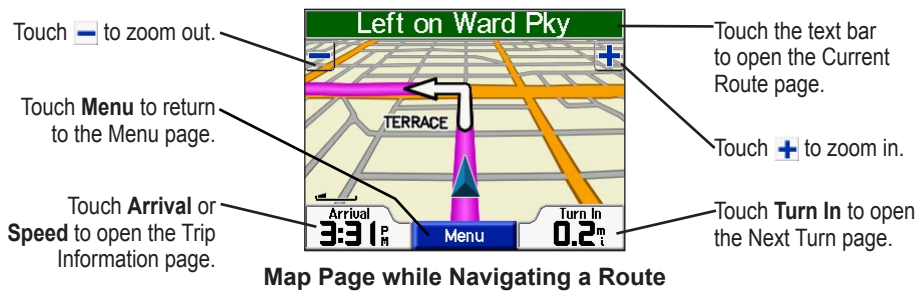 Left on Ward Pky
Touch − to zoom out.
Touch the text bar
to open the Current
Route page.
Touch Menu to return
to the Menu page.
TERRACE
Touch + to zoom in.
Touch Arrival or
Speed to open the Trip
Information page.
Arrival
3:31 PM
Menu
Turn In
0.2 mi
Touch Turn In to open
the Next Turn page.
Map Page while Navigating a Route